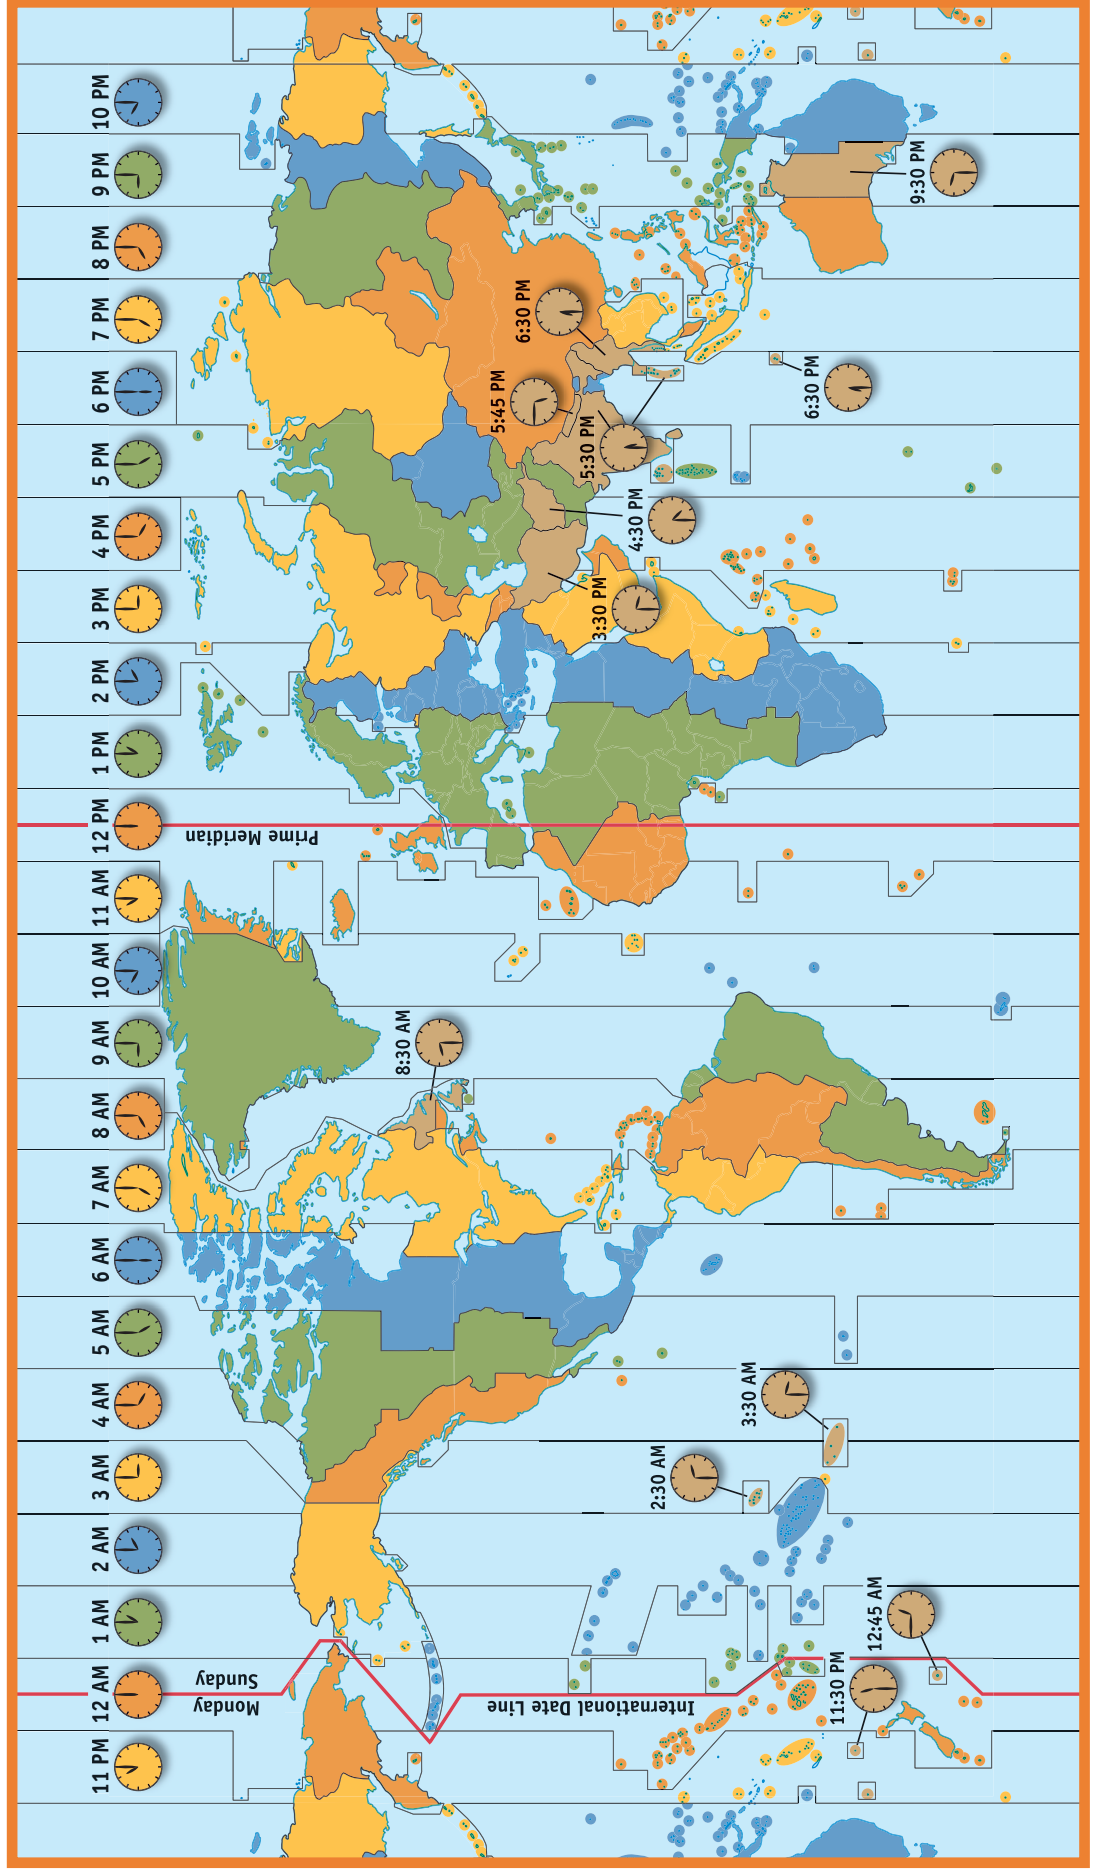 11 PM
12 AM
1 AM
2 AM
3 AM
4 AM
5 AM
6 AM
7 AM
8 AM
9 AM
10 AM
11 AM
12 PM
1 PM
2 PM
3 PM
4 PM
5 PM
6 PM
7 PM
8 PM
9 PM
10 PM
Monday
Sunday
International Date Line
Prime Meridian
11:30 PM
12:45 AM
2:30 AM
3:30 AM
8:30 AM
3:30 PM
4:30 PM
5:30 PM
5:45 PM
6:30 PM
6:30 PM
9:30 PM